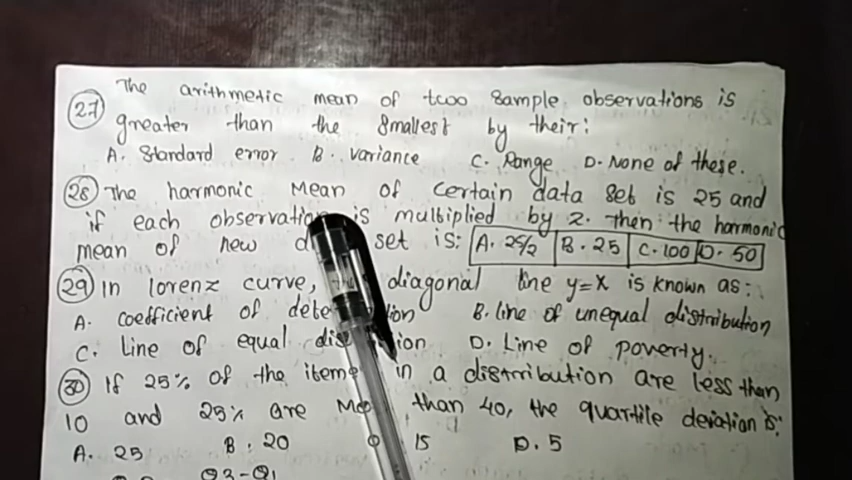 27 The arithmetic mean of two sample observations is
greater than the smallest by their:
A. Standard error B. variance C. Range D. None of these.
28 The harmonic Mean of certain data set is 25 and
if each observation is multiplied by 2. then the harmonic
mean of new set is: A. 25/2 B. 25 C. 100 D. 50
29 In lorenz curve, the diagonal line y=x is known as:
A. coefficient of B. line of unequal distribution
C. Line of equal D. Line of poverty.
30 If 25% of the items in a distribution are less than
10 and 25% are than 40, the quartile deviation is:
A. 25 B. 20 15 D. 5
Q3-Q1